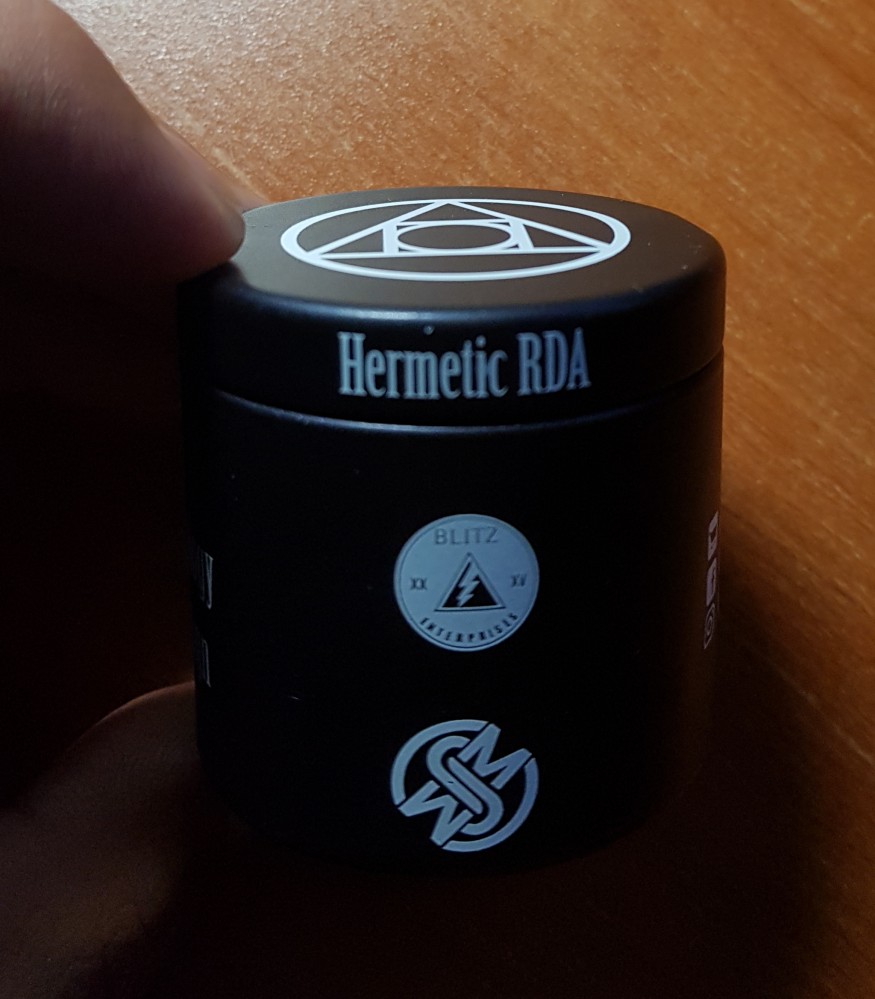 Hermetic RDA
BLITZ
XX XV
ENTERPRISES